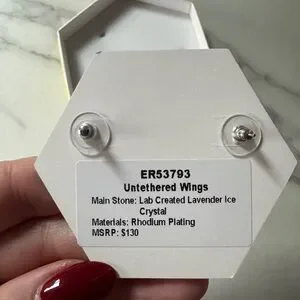 ER53793
Untethered Wings
Main Stone: Lab Created Lavender Ice
Crystal
Materials: Rhodium Plating
MSRP: $130